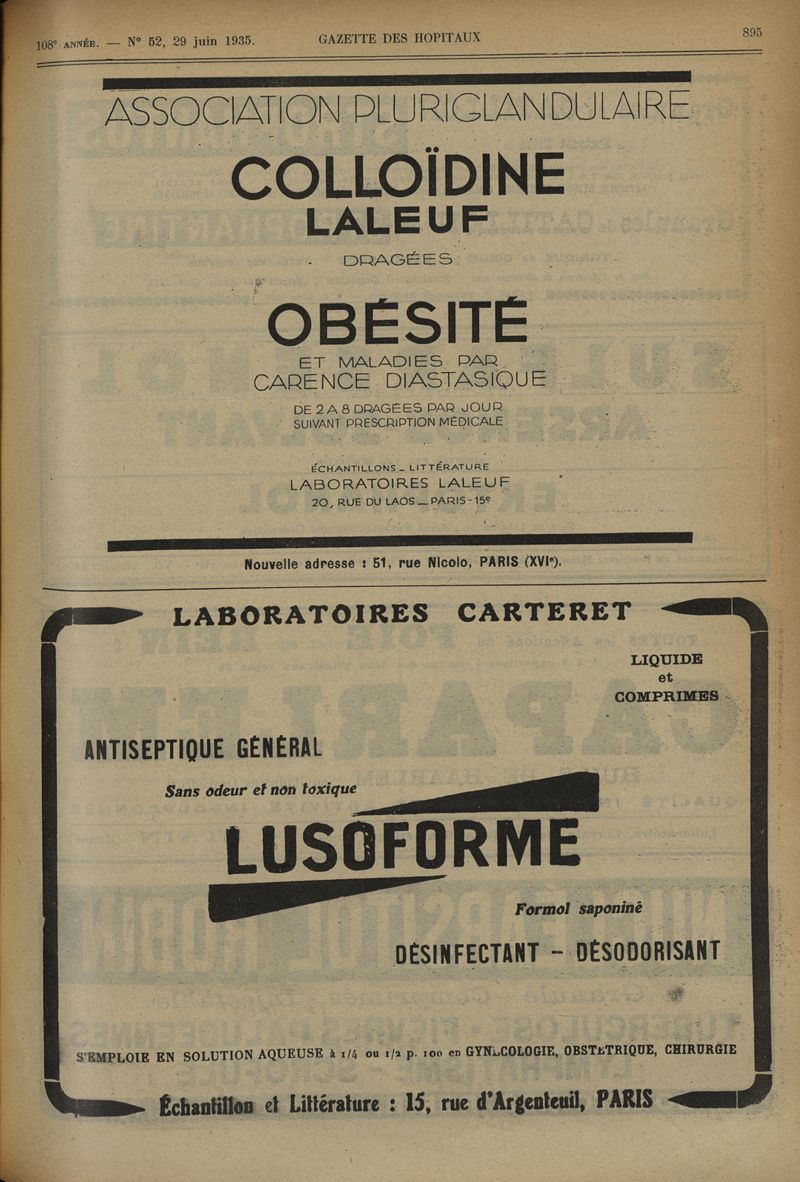 108e ANNÉE. — No 52, 29 juin 1935.
GAZETTE DES HOPITAUX
895
ASSOCIATION PLURIGLANDULAIRE
COLLOÏDINE
LALEUF
DRAGÉES
OBÉSITÉ
ET MALADIES PAR
CARENCE DIASTASIQUE
DE 2 A 8 DRAGÉES PAR JOUR
SUIVANT PRESCRIPTION MÉDICALE
ÉCHANTILLONS - LITTÉRATURE
LABORATOIRES LALEUF
20, RUE DU LAOS — PARIS-15e
Nouvelle adresse : 51, rue Nicolo, PARIS (XVIe).
LABORATOIRES CARTERET
LIQUIDE
et
COMPRIMES
ANTISEPTIQUE GÉNÉRAL
Sans odeur et non toxique
LUSOFORME
Formol saponiné
DÉSINFECTANT - DÉSODORISANT
S'EMPLOIE EN SOLUTION AQUEUSE à 1/4 ou 1/2 p. 100 en GYNÉCOLOGIE, OBSTÉTRIQUE, CHIRURGIE
Échantillon et Littérature : 15, rue d'Argenteuil, PARIS